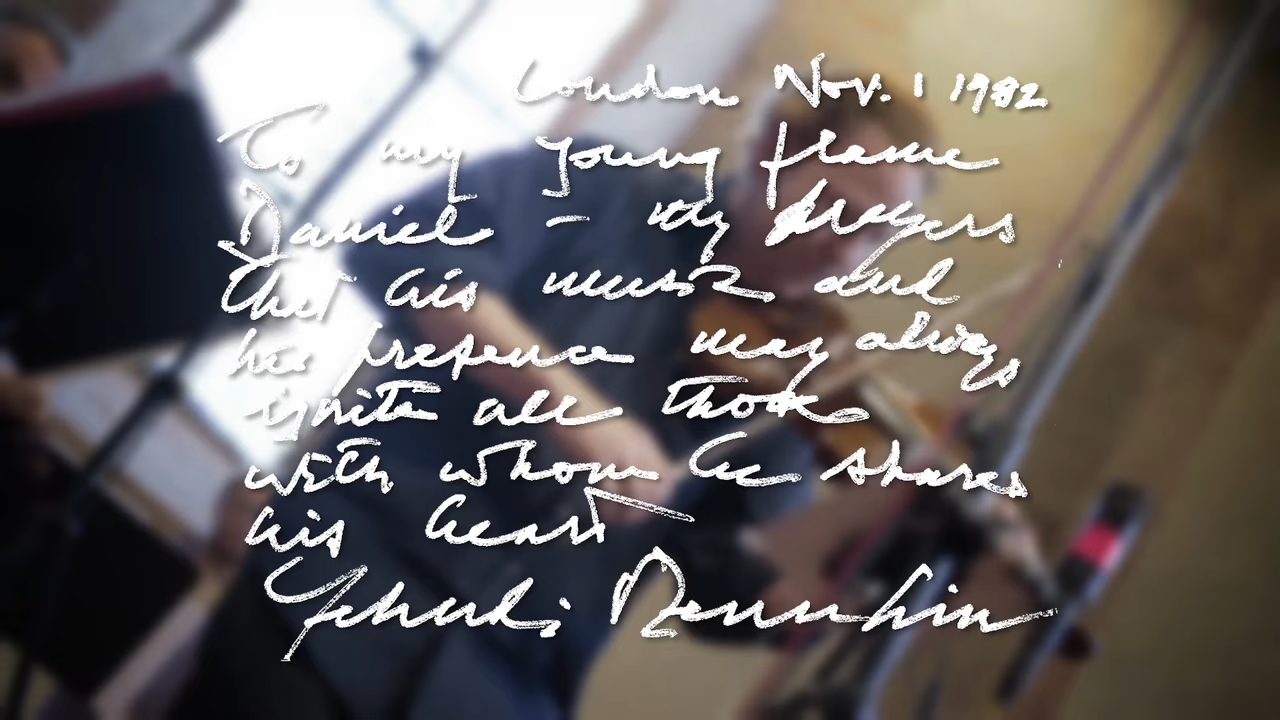 London Nov. 1 1982
To my young flame
Daniel – my prayers
that his music and
his presence may always
ignite all those
with whom he shares
his heart
Yehudi Menuhin